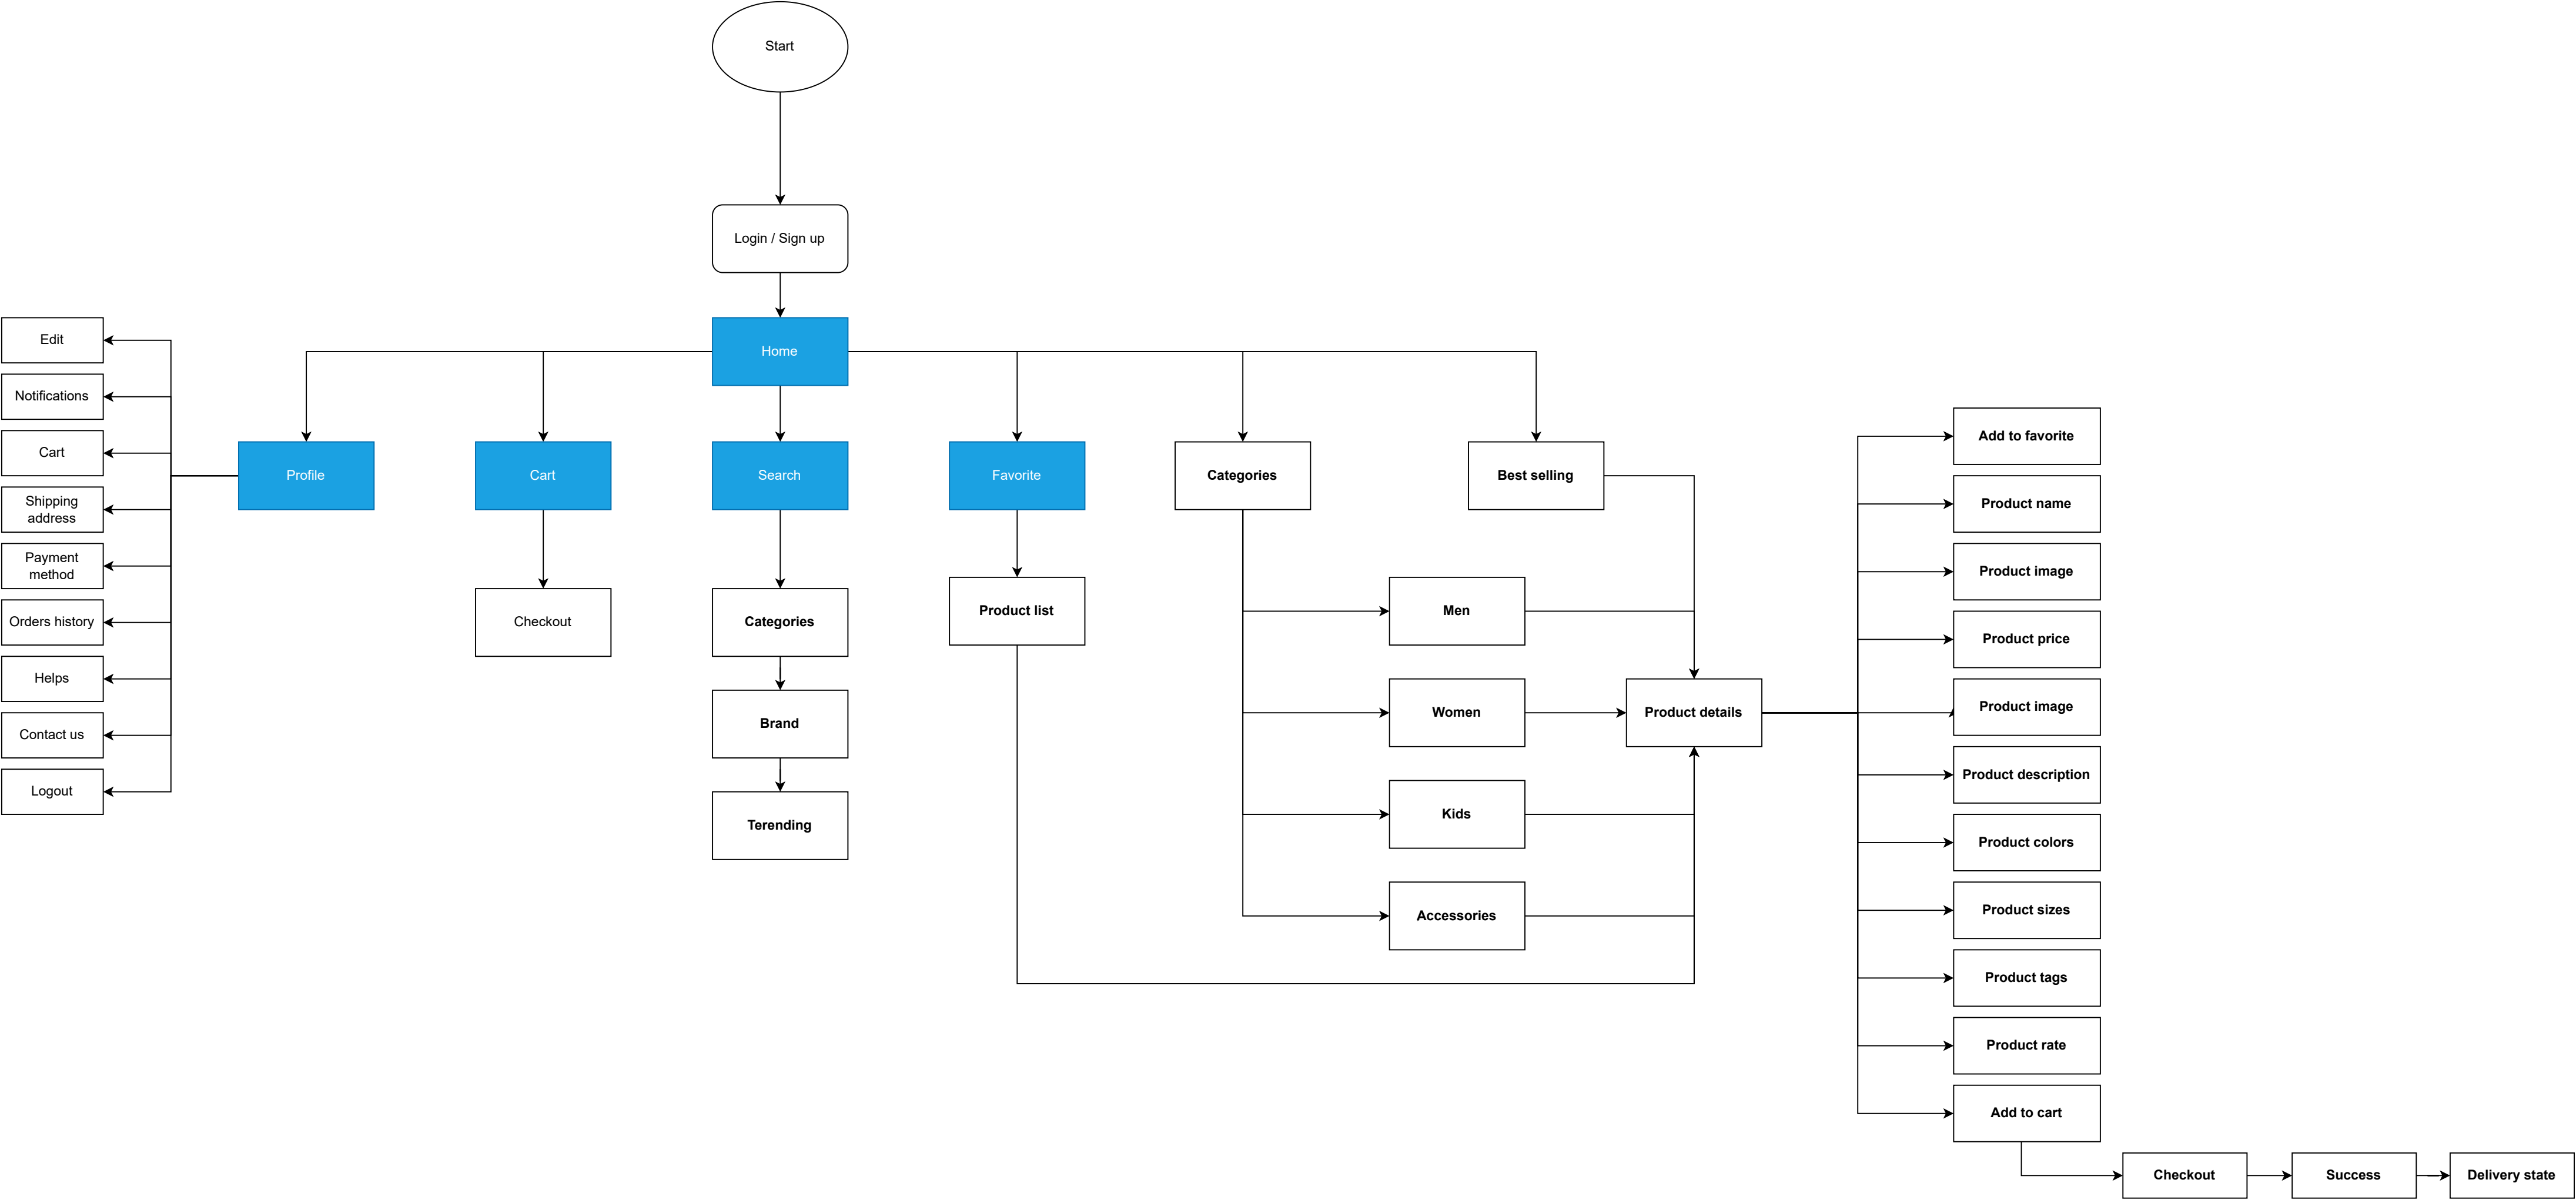 Start
Login / Sign up
Home
Profile
Cart
Search
Favorite
Categories
Best selling
Edit
Notifications
Cart
Shipping
address
Payment
method
Orders history
Helps
Contact us
Logout
Checkout
Categories
Brand
Terending
Product list
Men
Women
Kids
Accessories
Product details
Add to favorite
Product name
Product image
Product price
Product image
Product description
Product colors
Product sizes
Product tags
Product rate
Add to cart
Checkout
Success
Delivery state